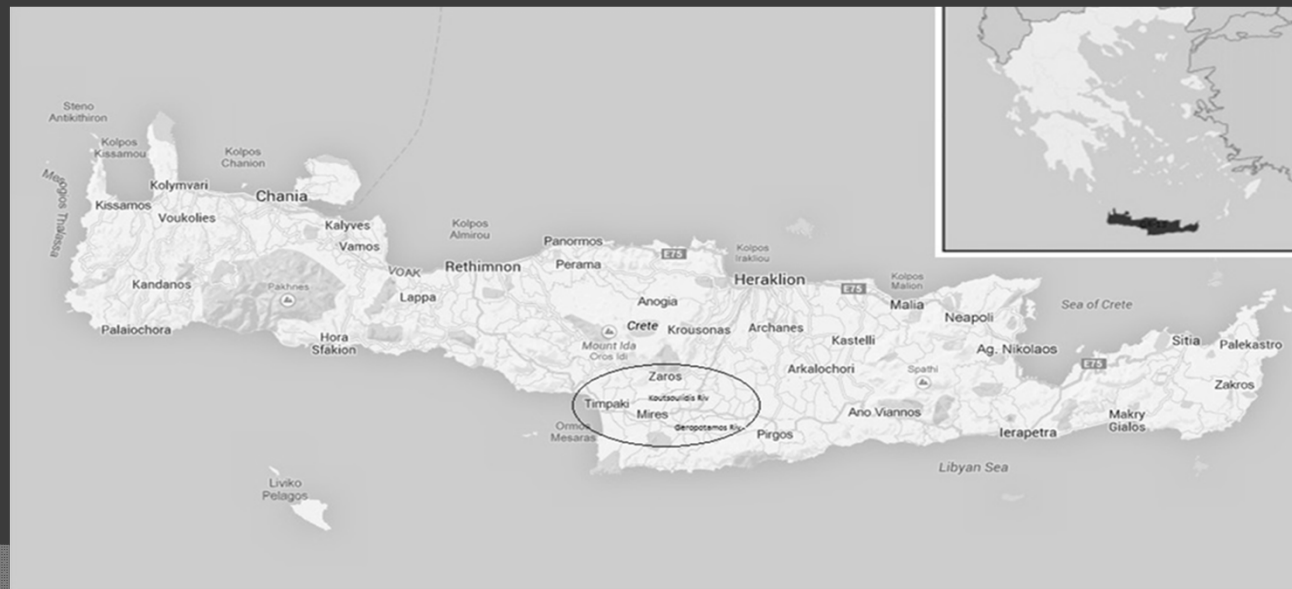 Steno
Antikithiron
Kolpos
Kissamou
Kolpos
Chanion
Kolymvari
Chania
Kissamos
Voukolies
Kalyves
Vamos
Kolpos
Almirou
Panormos
E75
Kolpos
Irakliou
Perama
VOAK
Rethimnon
Heraklion
E75
Kolpos
Malion
Kandanos
Pakhnes
Lappa
Anogia
Malia
Sea of Crete
Neapoli
Palaiochora
Hora
Sfakion
Crete
Krousonas
Archanes
Kastelli
Mount Ida
Oros Idi
Ag. Nikolaos
Sitia
Palekastro
E75
Zaros
Arkalochori
Spathi
Zakros
Timpaki
Koutsoulidis Riv
Mires
Geropotamos Riv.
Ano Viannos
Makry
Gialos
Ormos
Mesaras
Pirgos
Ierapetra
Libyan Sea
Liviko
Pelagos